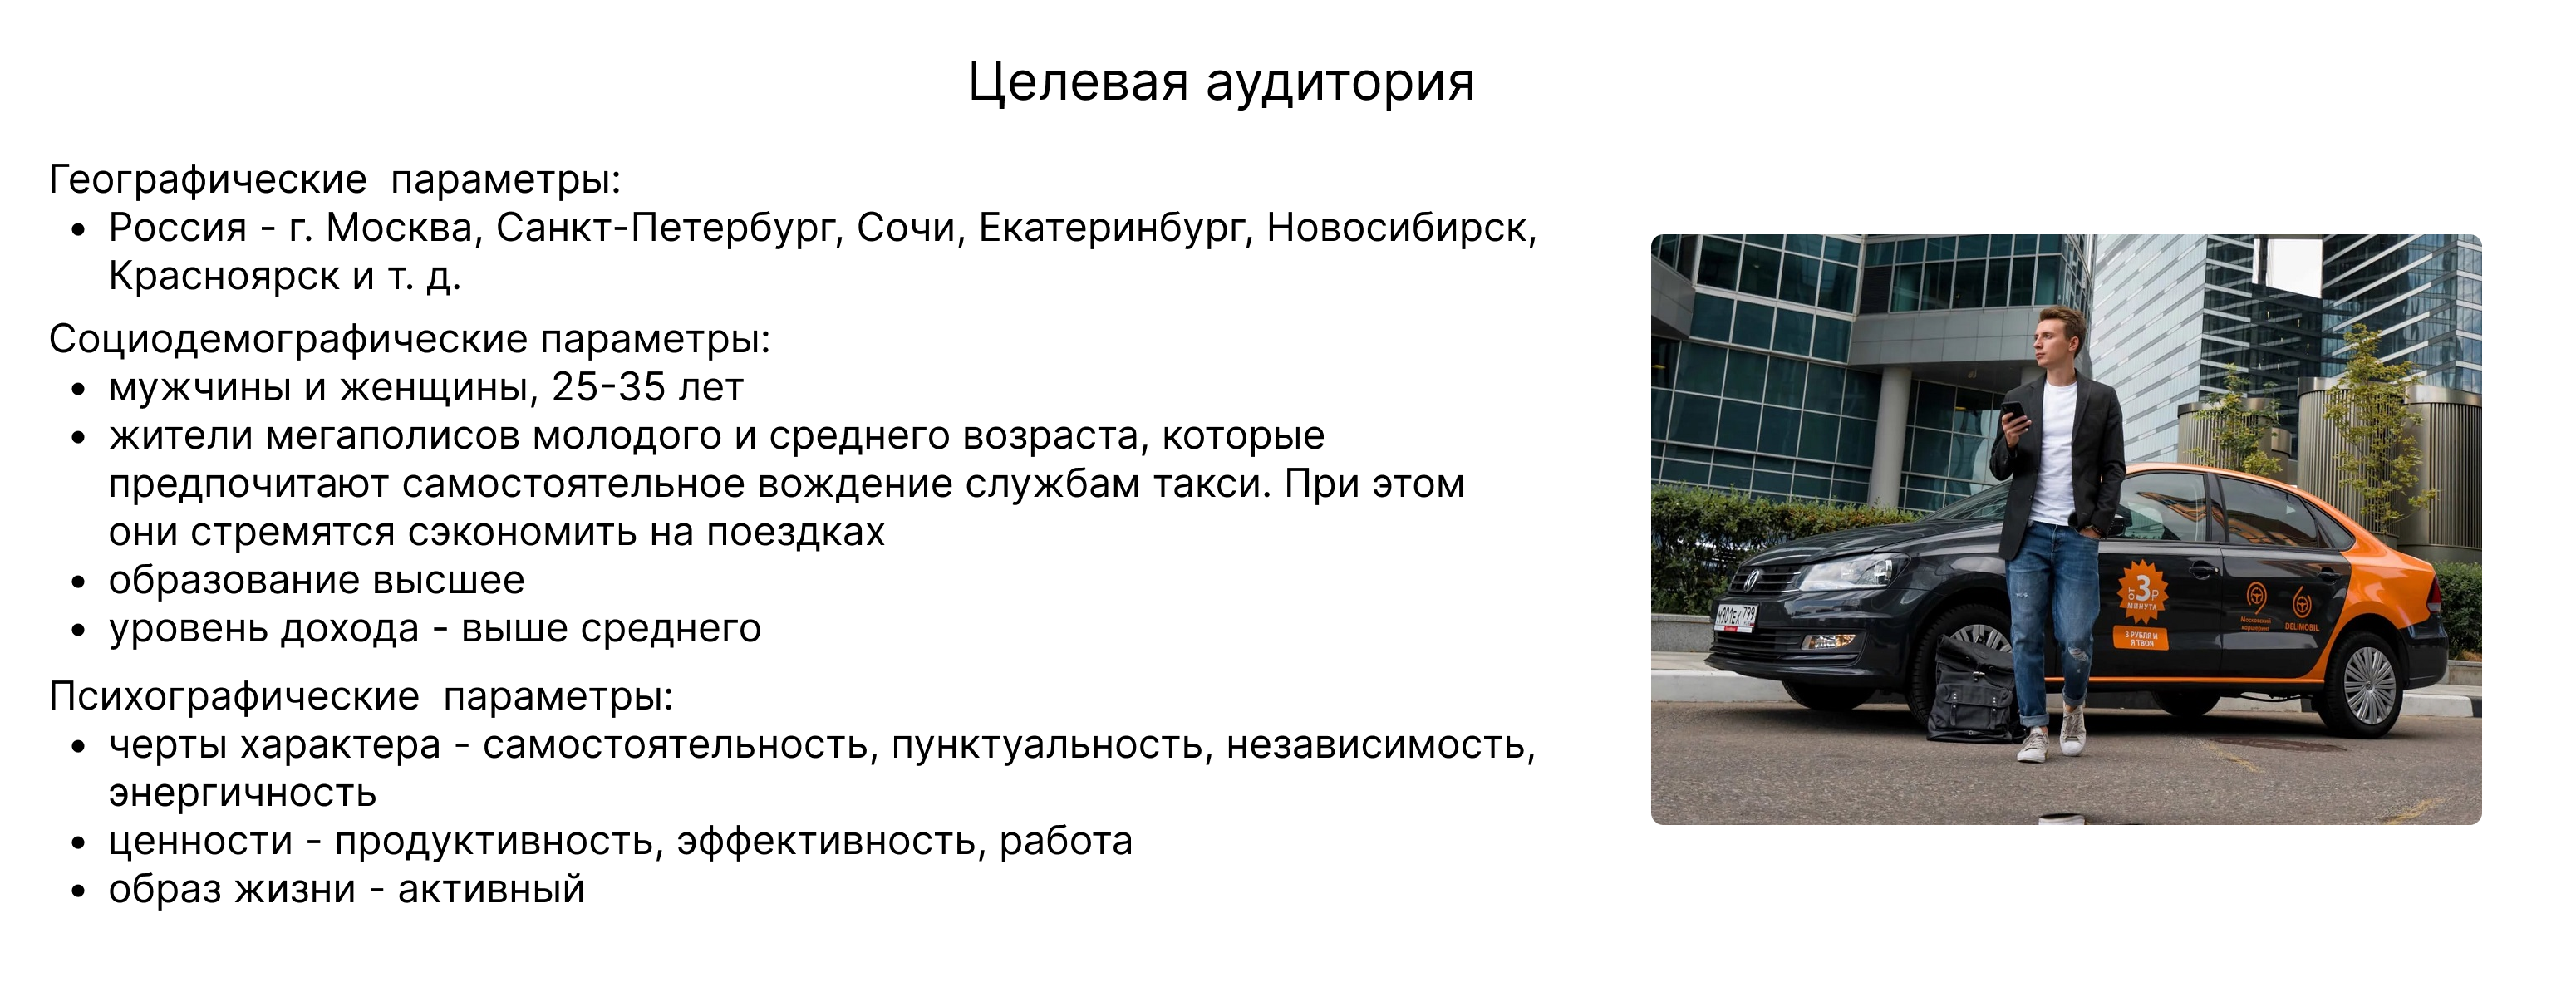 Целевая аудитория
Географические  параметры:
• Россия - г. Москва, Санкт-Петербург, Сочи, Екатеринбург, Новосибирск,
Красноярск и т. д.
Социодемографические параметры:
• мужчины и женщины, 25-35 лет
• жители мегаполисов молодого и среднего возраста, которые
предпочитают самостоятельное вождение службам такси. При этом
они стремятся сэкономить на поездках
• образование высшее
• уровень дохода - выше среднего
Психографические  параметры:
• черты характера - самостоятельность, пунктуальность, независимость,
энергичность
• ценности - продуктивность, эффективность, работа
• образ жизни - активный
ОТ 3 ₽
МИНУТА
3 РУБЛЯ И
Я ТВОЯ
Московский
каршеринг
DELIMOBIL